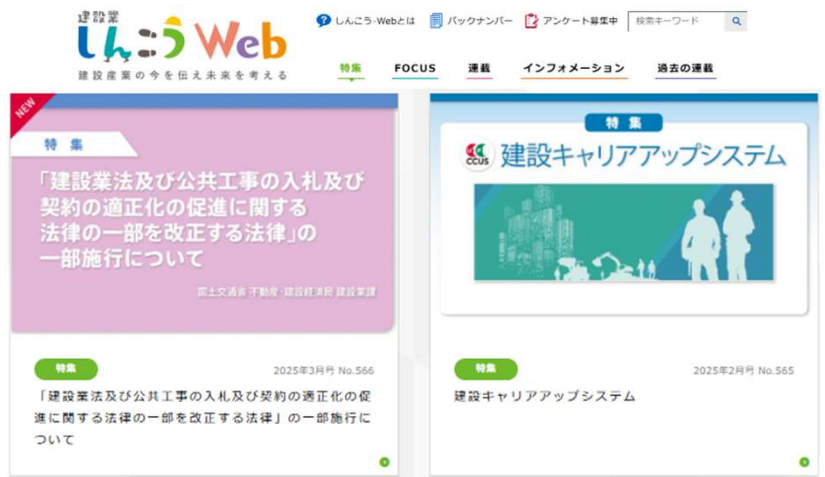 建設業
しんこうWeb
建設産業の今を伝え未来を考える
しんこう-Webとは
バックナンバー
アンケート募集中
検索キーワード
特集
FOCUS
連載
インフォメーション
過去の連載
NEW
特集
「建設業法及び公共工事の入札及び
契約の適正化の促進に関する
法律の一部を改正する法律」の
一部施行について
国土交通省 不動産・建設経済局 建設業課
特集
2025年3月号 No.566
「建設業法及び公共工事の入札及び契約の適正化の促
進に関する法律の一部を改正する法律」の一部施行に
ついて
特集
CCUS
建設キャリアアップシステム
特集
2025年2月号 No.565
建設キャリアアップシステム